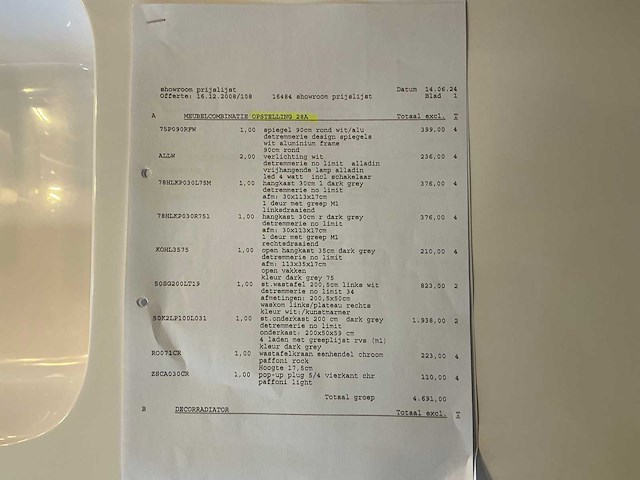 showroom prijslijst Datum 14.06.24
Offerte: 16.12.2008/108 16484 showroom prijslijst Blad 1
A MEUBELCOMBINATIE OPSTELLING 28A Totaal excl. T
75P090RFW 1,00 spiegel 90cm rond wit/alu 399,00 4
detremmerie design spiegels
wit aluminium frame
90cm rond
ALLW 2,00 verlichting wit 236,00 4
detremmerie no limit alladin
vrijhangende lamp alladin
led 4 watt incl schakelaar
78HLKP030L75M 1,00 hangkast 30cm l dark grey 376,00 4
detremmerie no limit
afm: 30x113x17cm
1 deur met greep M1
linksdraaiend
78HLKP030R751 1,00 hangkast 30cm r dark grey 376,00 4
detremmerie no limit
afm: 30x113x17cm
1 deur met greep M1
rechtsdraaiend
KOHL3575 1,00 open hangkast 35cm dark grey 210,00 4
detremmerie no limit
afm: 113x35x17cm
open vakken
kleur dark grey 75
50SG200LT19 1,00 st.wastafel 200,5cm links wit 823,00 2
detremmerie no limit 34
afmetingen: 200,5x50cm
waskom links/plateau rechts
kleur wit:/kunstmarmer
50K2LP100L031 1,00 st.onderkast 200 cm dark grey 1.938,00 2
detremmerie no limit
onderkast: 200x50x59 cm
4 laden met greeplijst rvs (m1)
kleur dark grey
RO071CR 1,00 wastafelkraan eenhendel chroom 223,00 4
paffoni rock
Hoogte 17,5cm
ZSCA030CR 1,00 pop-up plug 5/4 vierkant chr 110,00 4
paffoni light
Totaal groep 4.691,00
B DECORRADIATOR Totaal excl. T